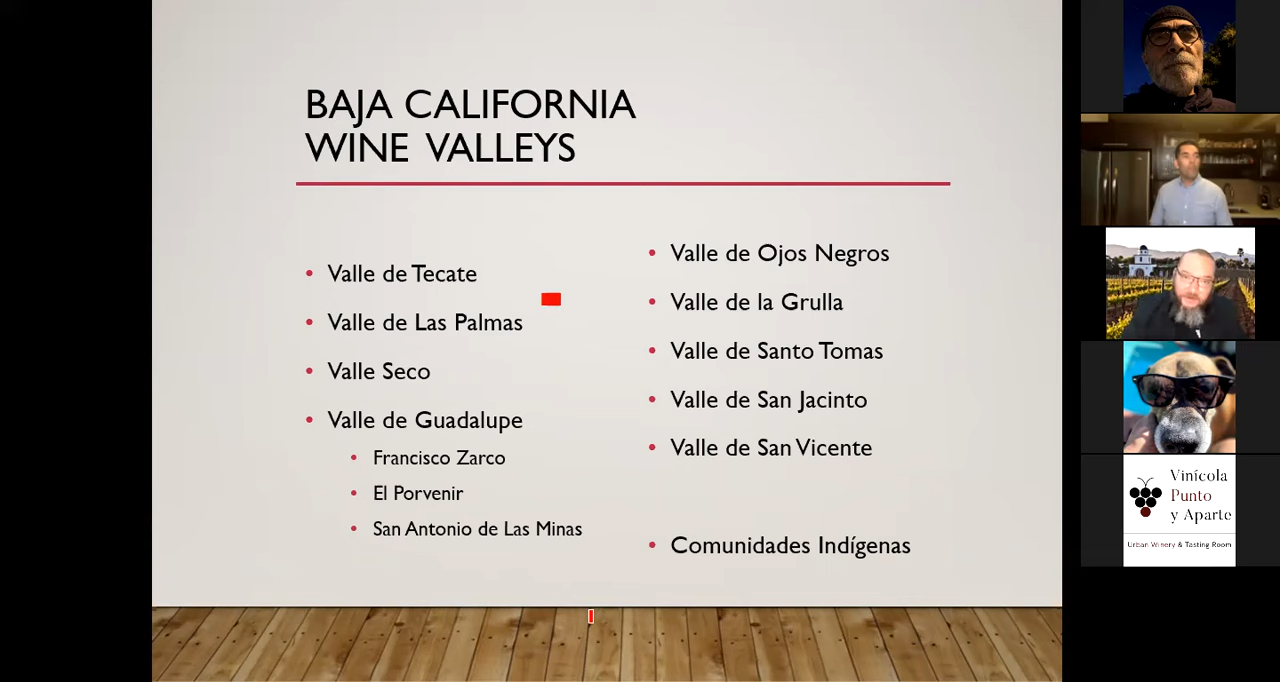 BAJA CALIFORNIA
WINE VALLEYS
Valle de Tecate
Valle de Las Palmas
Valle Seco
Valle de Guadalupe
Francisco Zarco
El Porvenir
San Antonio de Las Minas
Valle de Ojos Negros
Valle de la Grulla
Valle de Santo Tomas
Valle de San Jacinto
Valle de San Vicente
Comunidades Indígenas
Vinícola
Punto
y Aparte
Urban Winery & Tasting Room